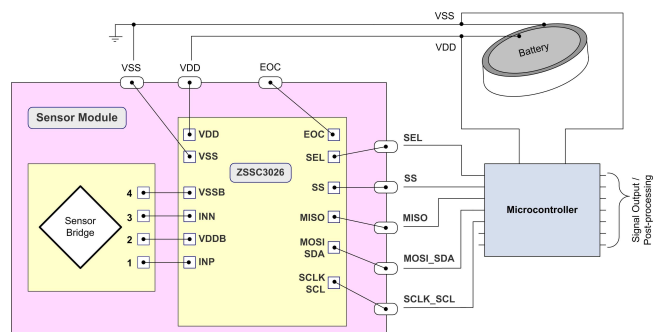 VSS
VDD
Battery
VSS
VDD
EOC
Sensor Module
VDD
VSS
EOC
SEL
SEL
ZSSC3026
4
VSSB
SS
SS
Sensor
Bridge
3
INN
MISO
MISO
Microcontroller
2
VDDB
MOSI
SDA
MOSI_SDA
1
INP
SCLK
SCL
SCLK_SCL
Signal Output /
Post-processing